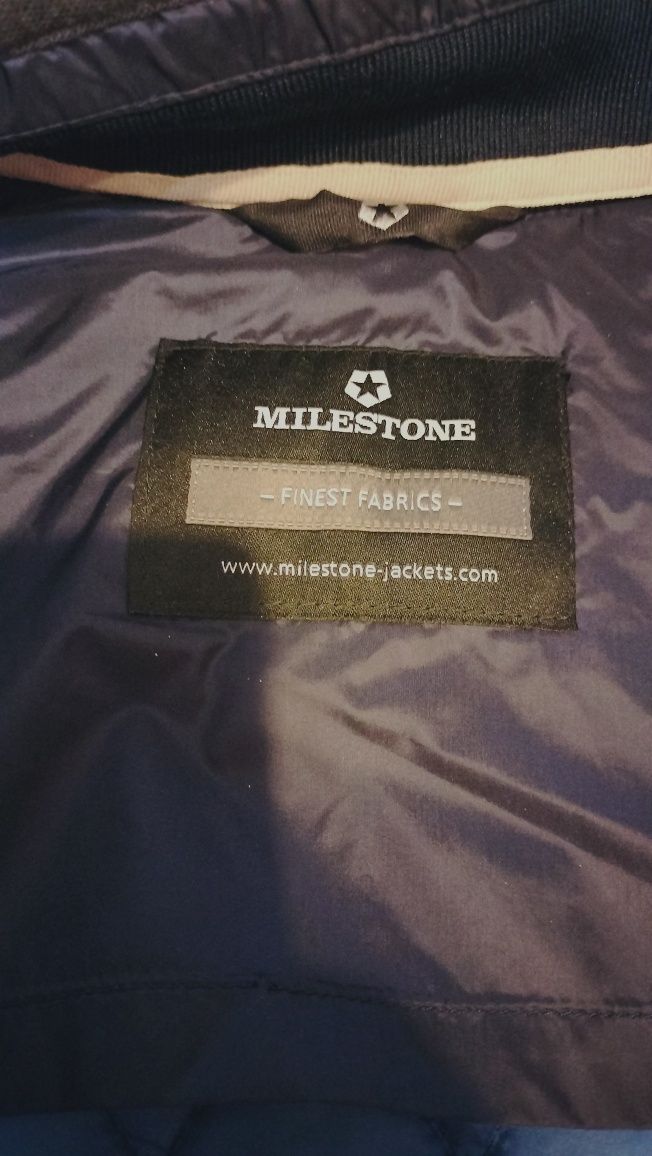 MILESTONE
– FINEST FABRICS –
www.milestone-jackets.com